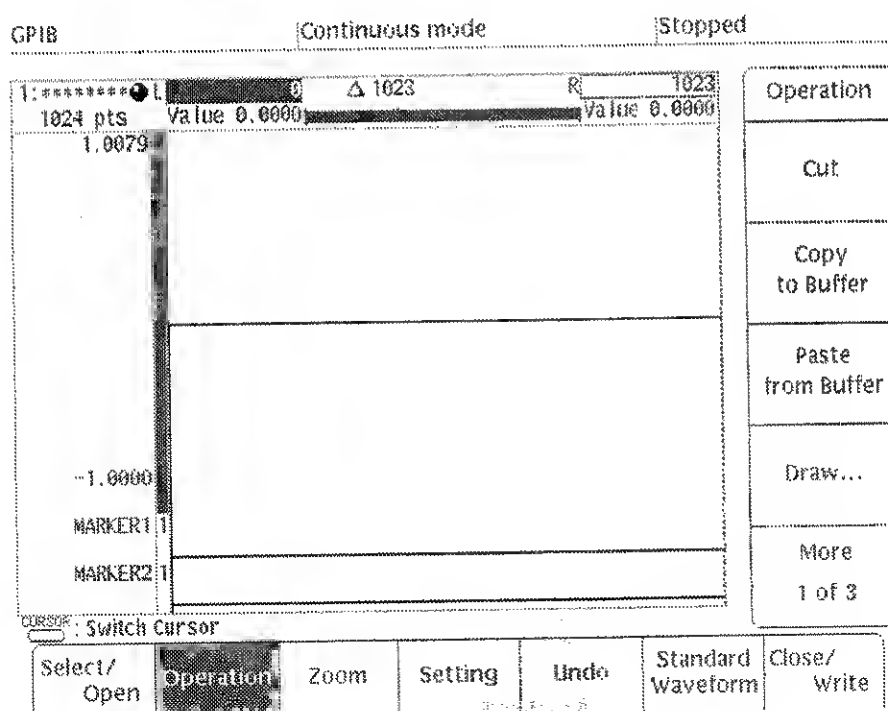 GPIB Continuous mode Stopped
1:******** L 0 Δ 1023 R 1023
1024 pts Value 0.0000 Value 0.0000
1.0079
-1.0000
MARKER1 1
MARKER2 1
CURSOR : Switch Cursor
Operation
Cut
Copy
to Buffer
Paste
from Buffer
Draw...
More
1 of 3
Select/
Open
Operation
Zoom
Setting
Undo
Standard
Waveform
Close/
Write